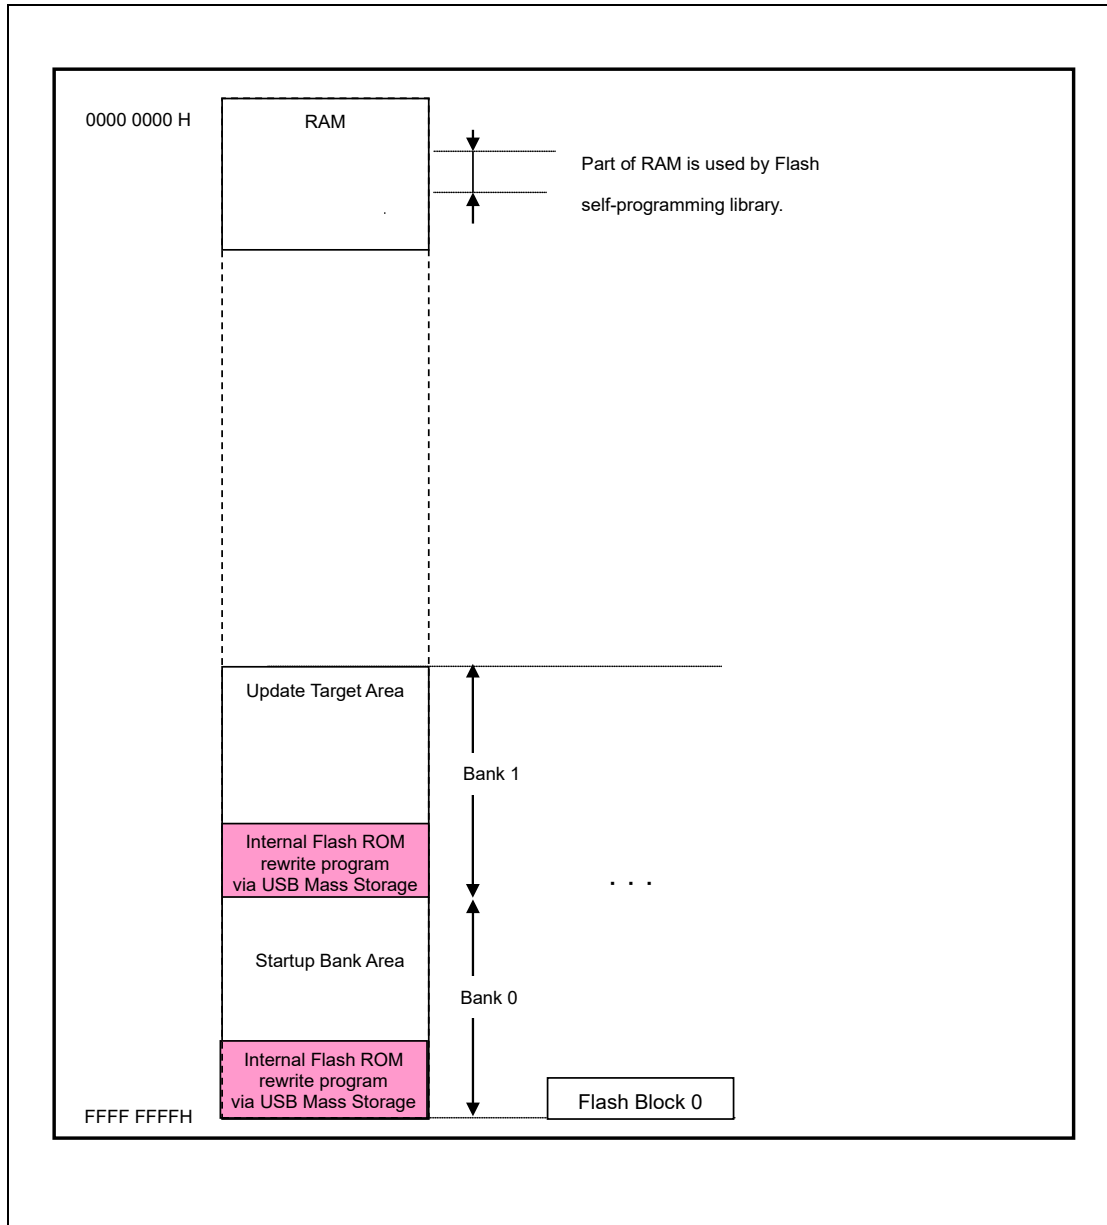 0000 0000 H
RAM
Part of RAM is used by Flash
self-programming library.
Update Target Area
Bank 1
Internal Flash ROM
rewrite program
via USB Mass Storage
. . .
Startup Bank Area
Bank 0
Internal Flash ROM
rewrite program
via USB Mass Storage
Flash Block 0
FFFF FFFFH